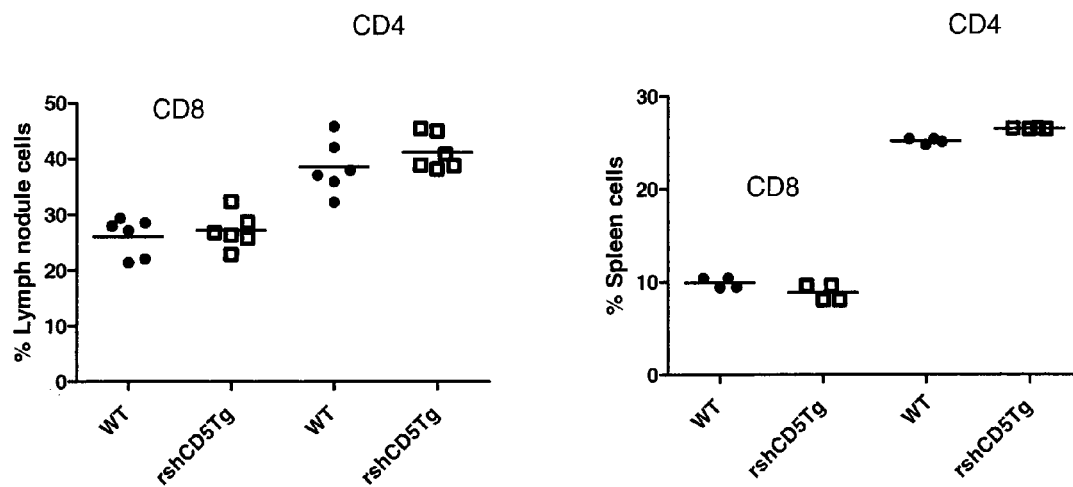 CD4
CD8
% Lymph nodule cells
50
40
30
20
10
0
WT
rshCD5Tg
WT
rshCD5Tg
CD4
CD8
% Spleen cells
30
20
10
0
WT
rshCD5Tg
WT
rshCD5Tg